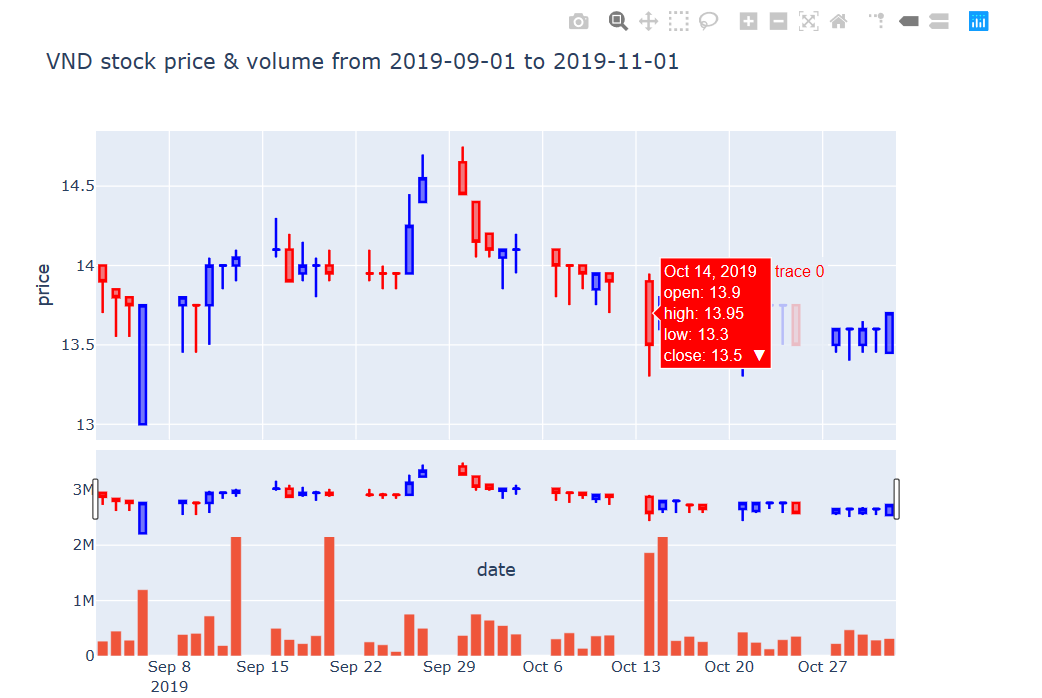 VND stock price & volume from 2019-09-01 to 2019-11-01
price
14.5
14
13.5
13
Oct 14, 2019
open: 13.9
high: 13.95
low: 13.3
close: 13.5 ▼
trace 0
3M
2M
1M
0
date
Sep 8
2019
Sep 15
Sep 22
Sep 29
Oct 6
Oct 13
Oct 20
Oct 27